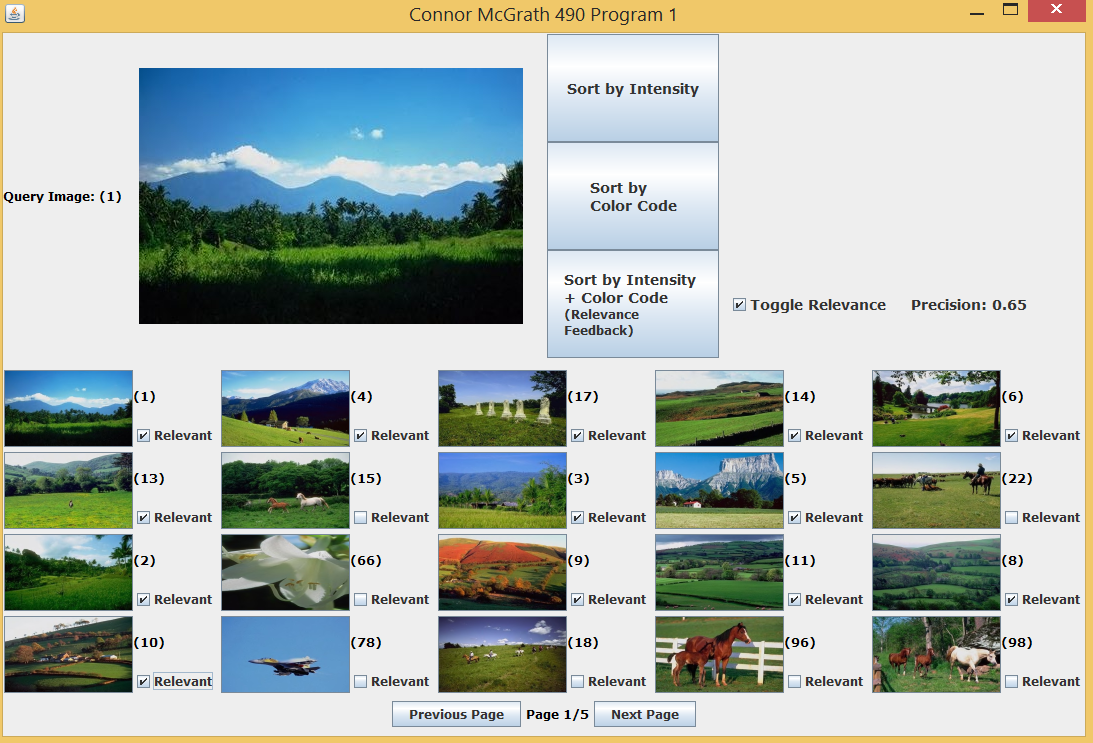 Connor McGrath 490 Program 1
Query Image: (1)
Sort by Intensity
Sort by
Color Code
Sort by Intensity
+ Color Code
(Relevance
Feedback)
Toggle Relevance Precision: 0.65
(1) (4) (17) (14) (6)
Relevant Relevant Relevant Relevant Relevant
(13) (15) (3) (5) (22)
Relevant Relevant Relevant Relevant Relevant
(2) (66) (9) (11) (8)
Relevant Relevant Relevant Relevant Relevant
(10) (78) (18) (96) (98)
Relevant Relevant Relevant Relevant Relevant
Previous Page Page 1/5 Next Page